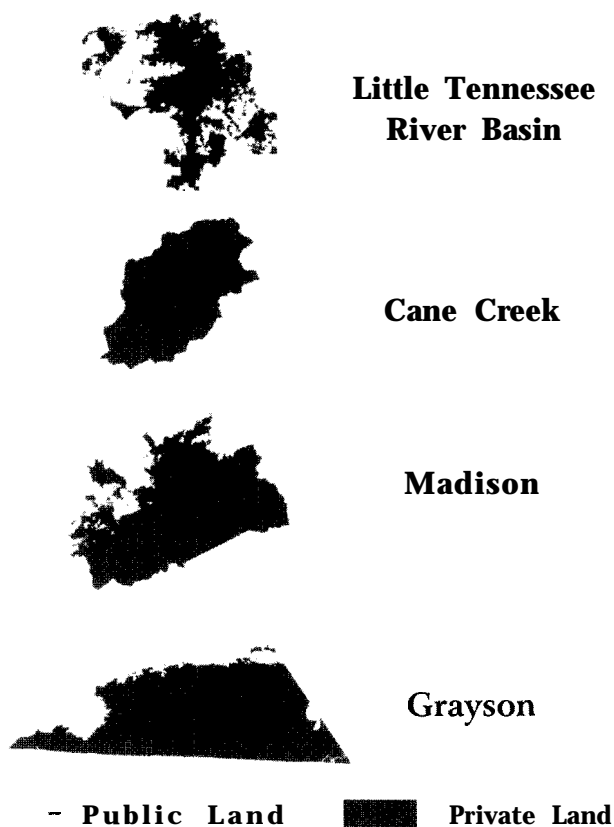 Little Tennessee
River Basin
Cane Creek
Madison
Grayson
– Public Land Private Land